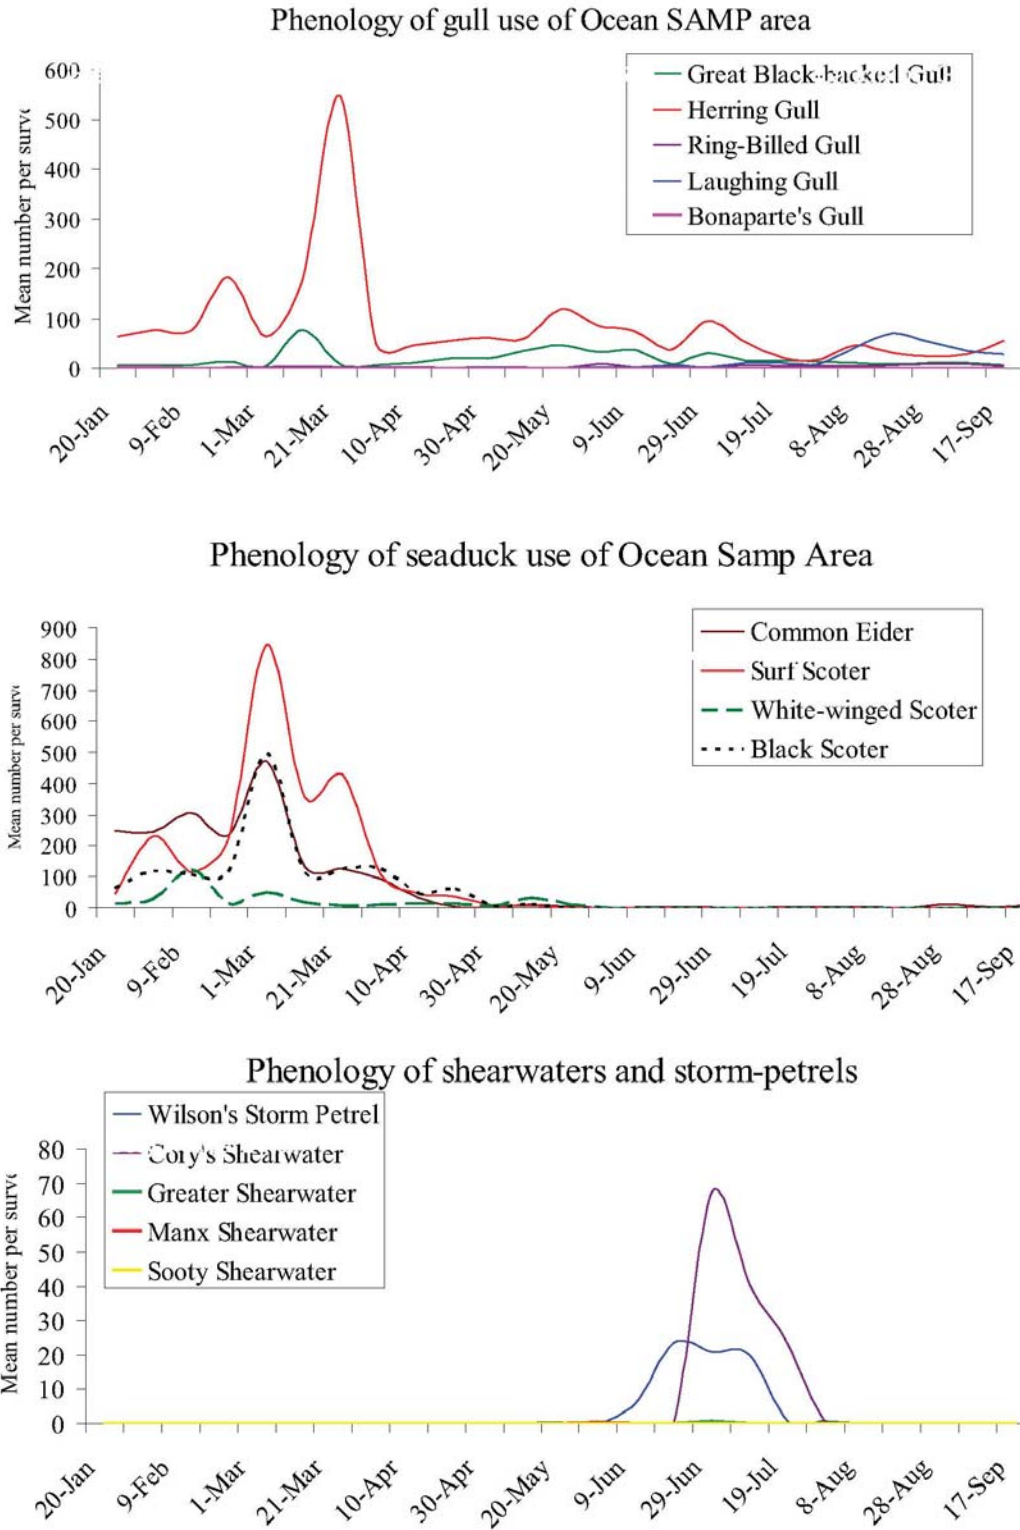 Phenology of gull use of Ocean SAMP area
Mean number per surve
600
500
400
300
200
100
0
Great Black-backed Gull
Herring Gull
Ring-Billed Gull
Laughing Gull
Bonaparte's Gull
20-Jan
9-Feb
1-Mar
21-Mar
10-Apr
30-Apr
20-May
9-Jun
29-Jun
19-Jul
8-Aug
28-Aug
17-Sep
Phenology of seaduck use of Ocean Samp Area
Mean number per surve
900
800
700
600
500
400
300
200
100
0
Common Eider
Surf Scoter
White-winged Scoter
Black Scoter
20-Jan
9-Feb
1-Mar
21-Mar
10-Apr
30-Apr
20-May
9-Jun
29-Jun
19-Jul
8-Aug
28-Aug
17-Sep
Phenology of shearwaters and storm-petrels
Wilson's Storm Petrel
Cory's Shearwater
Greater Shearwater
Manx Shearwater
Sooty Shearwater
Mean number per surve
80
70
60
50
40
30
20
10
0
20-Jan
9-Feb
1-Mar
21-Mar
10-Apr
30-Apr
20-May
9-Jun
29-Jun
19-Jul
8-Aug
28-Aug
17-Sep